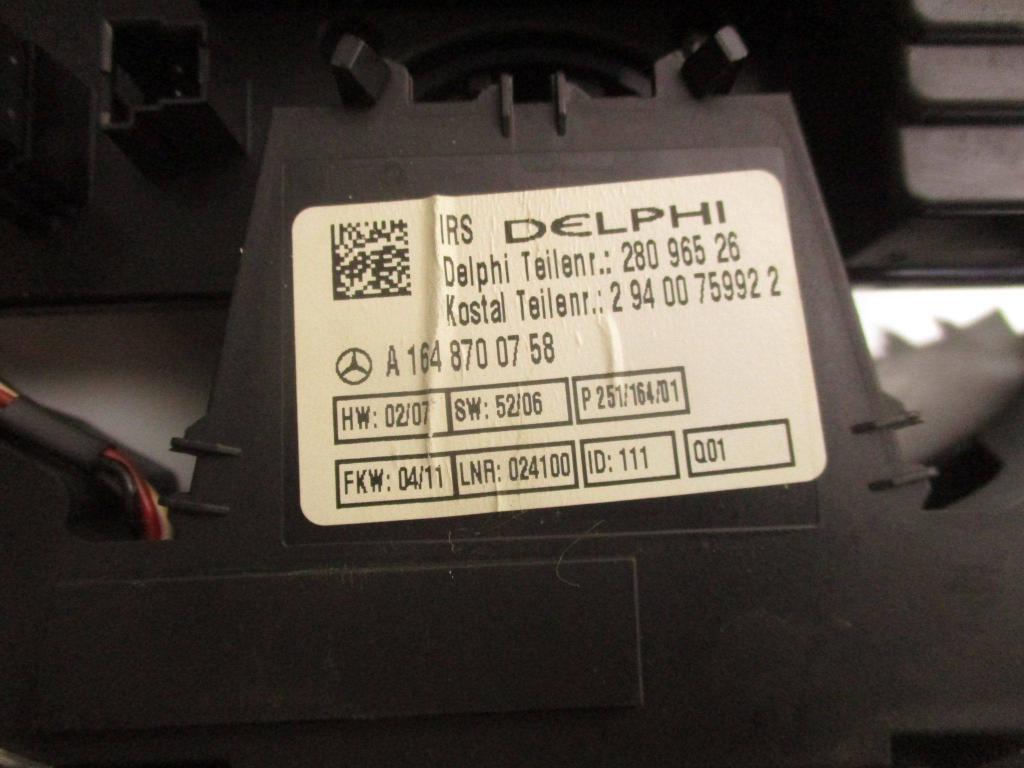 IRS DELPHI
Delphi Teilenr.: 280 965 26
Kostal Teilenr.: 2 94 00 75992 2
A 164 870 07 58
HW: 02/07 SW: 52/06 P 251/164/01
FKW: 04/11 LNR: 024100 ID: 111 Q01